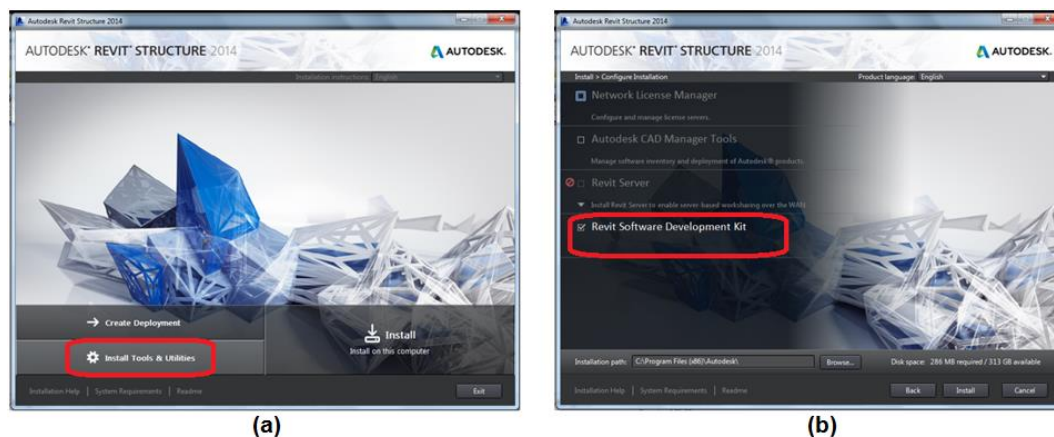 Autodesk Revit Structure 2014
AUTODESK® REVIT® STRUCTURE 2014
AUTODESK.
Installation instructions: English
→ Create Deployment
Install Tools & Utilities
Install
Install on this computer
Installation Help | System Requirements | Readme
Exit
(a)
Autodesk Revit Structure 2014
AUTODESK® REVIT® STRUCTURE 2014
AUTODESK.
Install > Configure Installation
Product language: English
Network License Manager
Configure and manage license servers.
Autodesk CAD Manager Tools
Manage software inventory and deployment of Autodesk® products.
Revit Server
Install Revit Server to enable server-based worksharing over the WAN
Revit Software Development Kit
Installation path: C:\Program Files (x86)\Autodesk\
Browse...
Disk space: 286 MB required / 313 GB available
Installation Help | System Requirements | Readme
Back
Install
Cancel
(b)